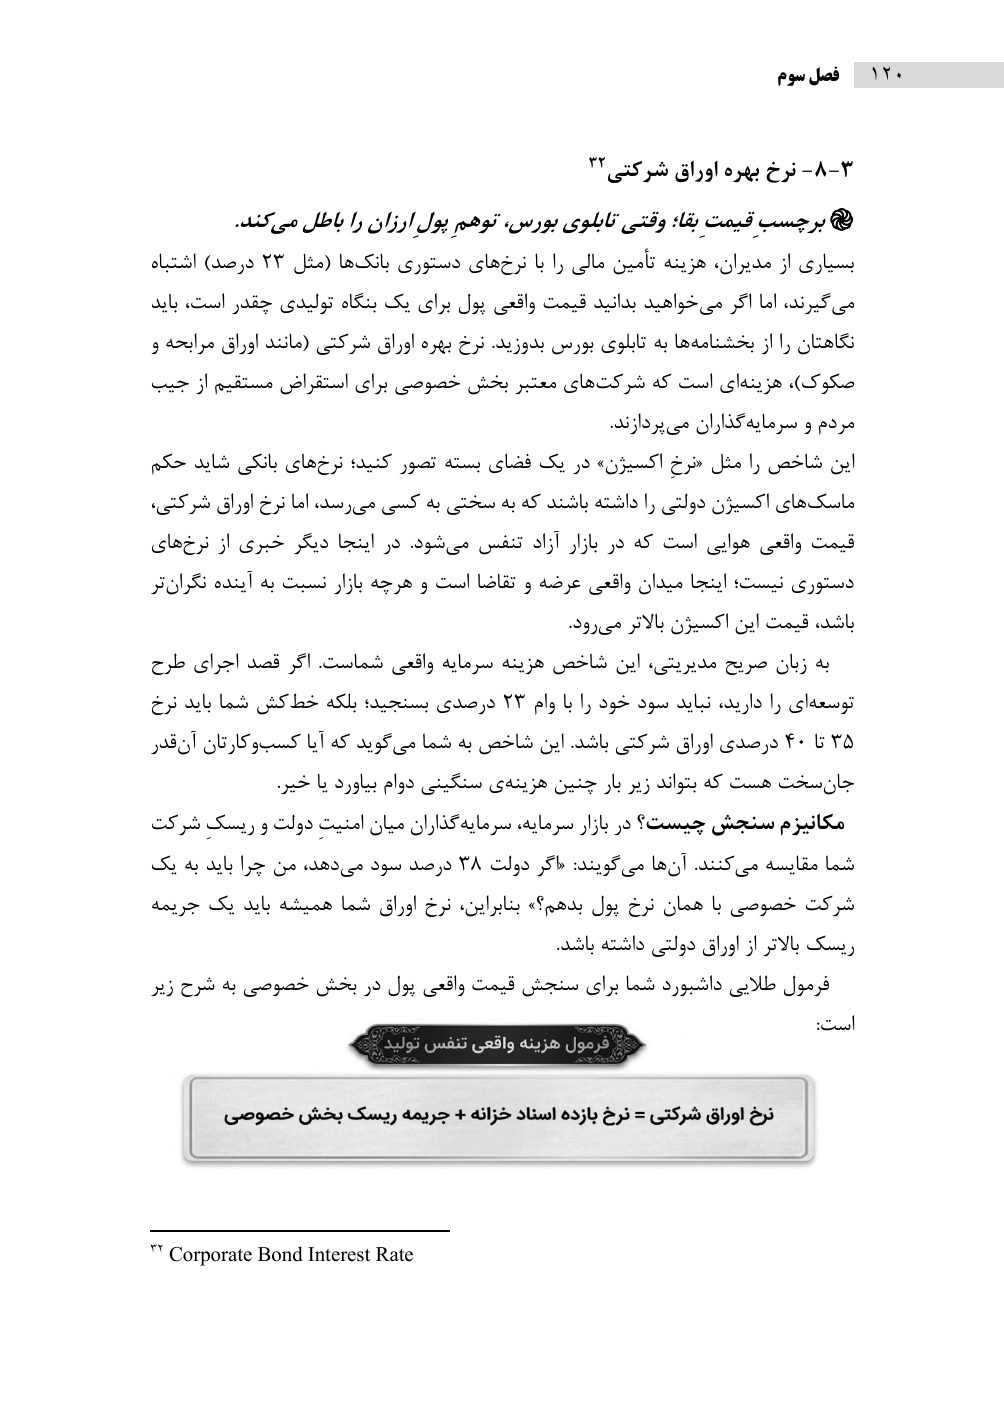 ۱۲۰ فصل سوم
۳-۸- نرخ بهره اوراق شرکتی۳۲
برچسبِ قیمتِ بقا؛ وقتی تابلوی بورس، توهمِ پولِ ارزان را باطل می‌کند.
بسیاری از مدیران، هزینه تأمین مالی را با نرخ‌های دستوری بانک‌ها (مثل ۲۳ درصد) اشتباه
می‌گیرند، اما اگر می‌خواهید بدانید قیمت واقعی پول برای یک بنگاه تولیدی چقدر است، باید
نگاهتان را از بخشنامه‌ها به تابلوی بورس بدوزید. نرخ بهره اوراق شرکتی (مانند اوراق مرابحه و
صکوک)، هزینه‌ای است که شرکت‌های معتبر بخش خصوصی برای استقراض مستقیم از جیب
مردم و سرمایه‌گذاران می‌پردازند.
این شاخص را مثل «نرخِ اکسیژن» در یک فضای بسته تصور کنید؛ نرخ‌های بانکی شاید حکم
ماسک‌های اکسیژن دولتی را داشته باشند که به سختی به کسی می‌رسد، اما نرخ اوراق شرکتی،
قیمت واقعی هوایی است که در بازار آزاد تنفس می‌شود. در اینجا دیگر خبری از نرخ‌های
دستوری نیست؛ اینجا میدان واقعی عرضه و تقاضا است و هرچه بازار نسبت به آینده نگران‌تر
باشد، قیمت این اکسیژن بالاتر می‌رود.
به زبان صریح مدیریتی، این شاخص هزینه سرمایه واقعی شماست. اگر قصد اجرای طرح
توسعه‌ای را دارید، نباید سود خود را با وام ۲۳ درصدی بسنجید؛ بلکه خط‌کش شما باید نرخ
۳۵ تا ۴۰ درصدی اوراق شرکتی باشد. این شاخص به شما می‌گوید که آیا کسب‌وکارتان آن‌قدر
جان‌سخت هست که بتواند زیر بار چنین هزینه‌ی سنگینی دوام بیاورد یا خیر.
مکانیزم سنجش چیست؟ در بازار سرمایه، سرمایه‌گذاران میان امنیتِ دولت و ریسکِ شرکت
شما مقایسه می‌کنند. آن‌ها می‌گویند: «اگر دولت ۳۸ درصد سود می‌دهد، من چرا باید به یک
شرکت خصوصی با همان نرخ پول بدهم؟» بنابراین، نرخ اوراق شما همیشه باید یک جریمه
ریسک بالاتر از اوراق دولتی داشته باشد.
فرمول طلایی داشبورد شما برای سنجش قیمت واقعی پول در بخش خصوصی به شرح زیر
است:
فرمول هزینه واقعی تنفس تولید
نرخ اوراق شرکتی = نرخ بازده اسناد خزانه + جریمه ریسک بخش خصوصی
۳۲ Corporate Bond Interest Rate